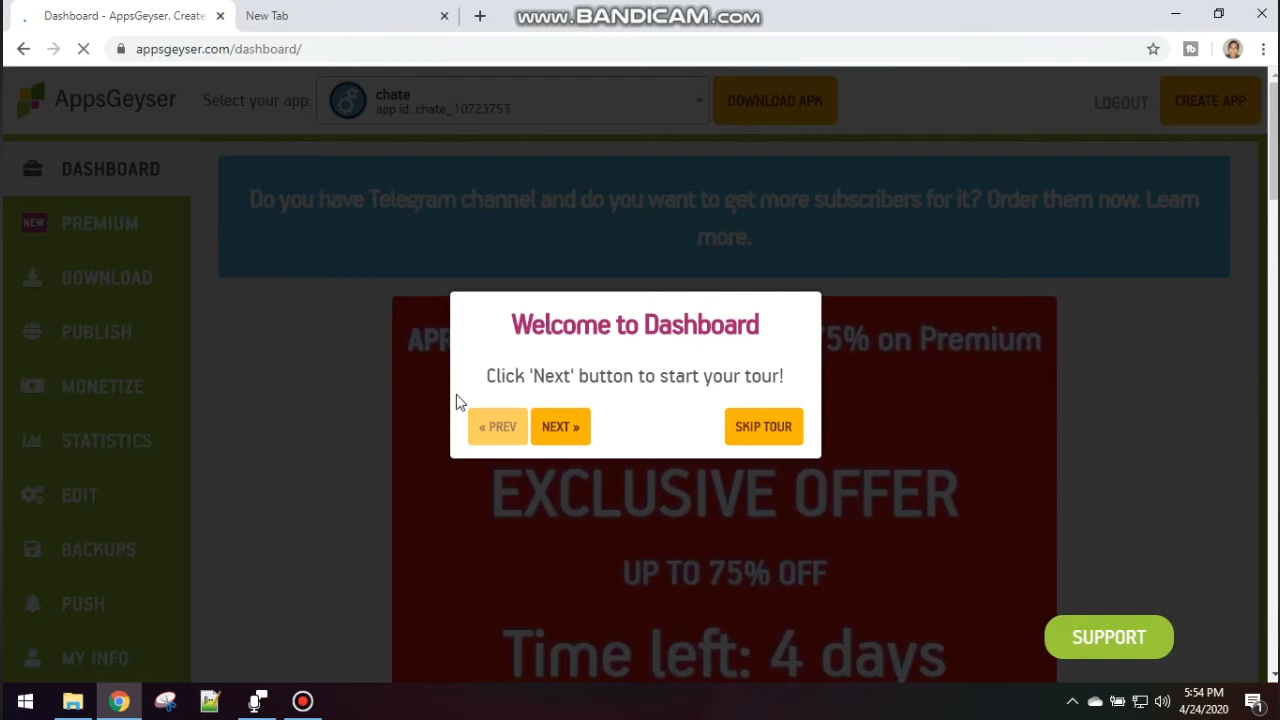 Dashboard - AppsGeyser. Create
New Tab
www.BANDICAM.com
appsgeyser.com/dashboard/
AppsGeyser
Select your app:
chate
app id: chate_10723753
DOWNLOAD APK
LOGOUT
CREATE APP
DASHBOARD
NEW
PREMIUM
DOWNLOAD
PUBLISH
MONETIZE
STATISTICS
EDIT
BACKUPS
PUSH
MY INFO
Do you have Telegram channel and do you want to get more subscribers for it? Order them now. Learn
more.
75% on Premium
Welcome to Dashboard
Click 'Next' button to start your tour!
« PREV
NEXT »
SKIP TOUR
EXCLUSIVE OFFER
UP TO 75% OFF
Time left: 4 days
SUPPORT
5:54 PM
4/24/2020
1